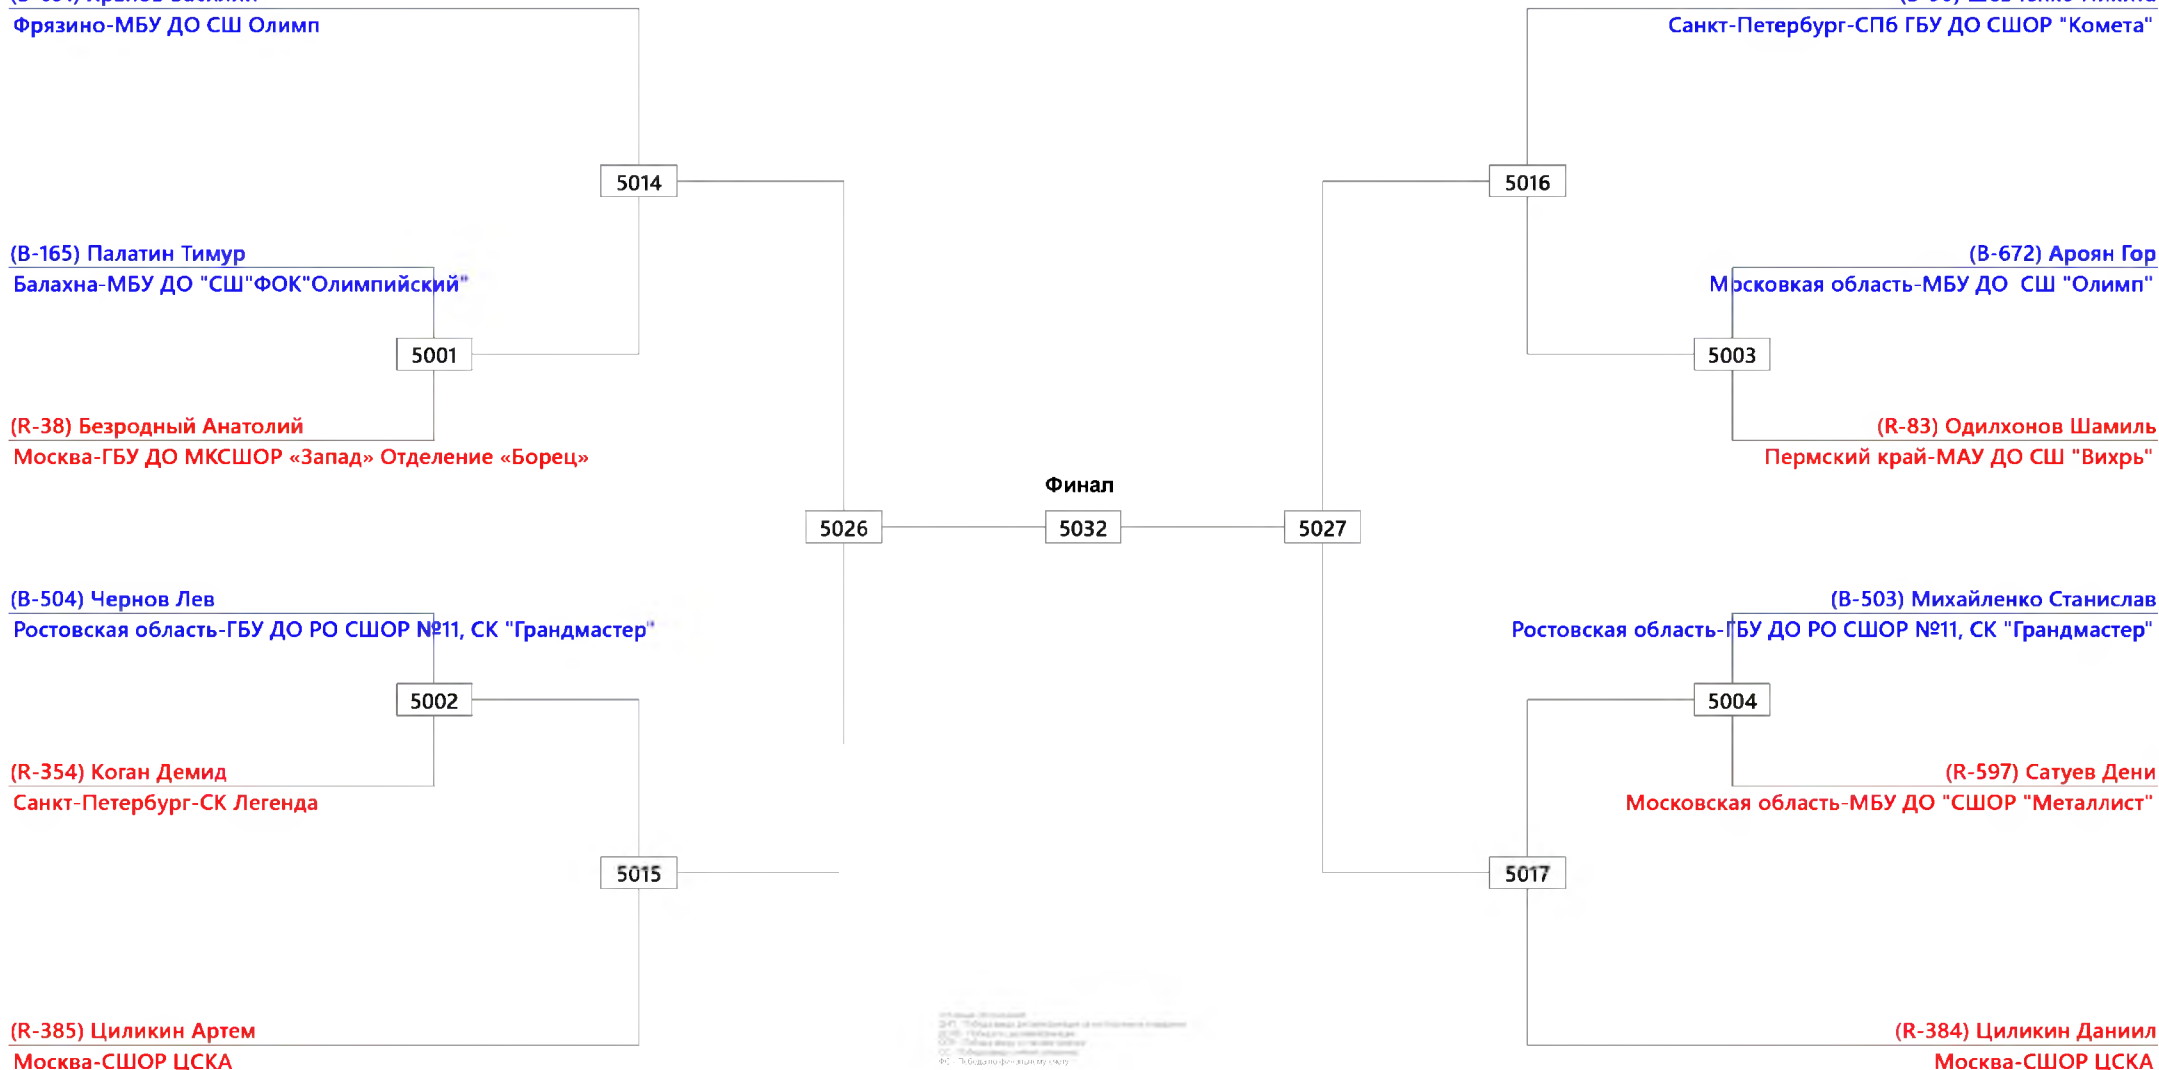 Фрязино-МБУ ДО СШ Олимп
5014
(B-165) Палатин Тимур
Балахна-МБУ ДО "СШ"ФОК"Олимпийский"
5001
(R-38) Безродный Анатолий
Москва-ГБУ ДО МКСШОР «Запад» Отделение «Борец»
(B-504) Чернов Лев
Ростовская область-ГБУ ДО РО СШОР №11, СК "Грандмастер"
5002
(R-354) Коган Демид
Санкт-Петербург-СК Легенда
5015
(R-385) Циликин Артем
Москва-СШОР ЦСКА
5026
Финал
5032
5027
Санкт-Петербург-СПб ГБУ ДО СШОР "Комета"
5016
(B-672) Ароян Гор
Московкая область-МБУ ДО СШ "Олимп"
5003
(R-83) Одилхонов Шамиль
Пермский край-МАУ ДО СШ "Вихрь"
(B-503) Михайленко Станислав
Ростовская область-ГБУ ДО РО СШОР №11, СК "Грандмастер"
5004
(R-597) Сатуев Дени
Московская область-МБУ ДО "СШОР "Металлист"
5017
(R-384) Циликин Даниил
Москва-СШОР ЦСКА